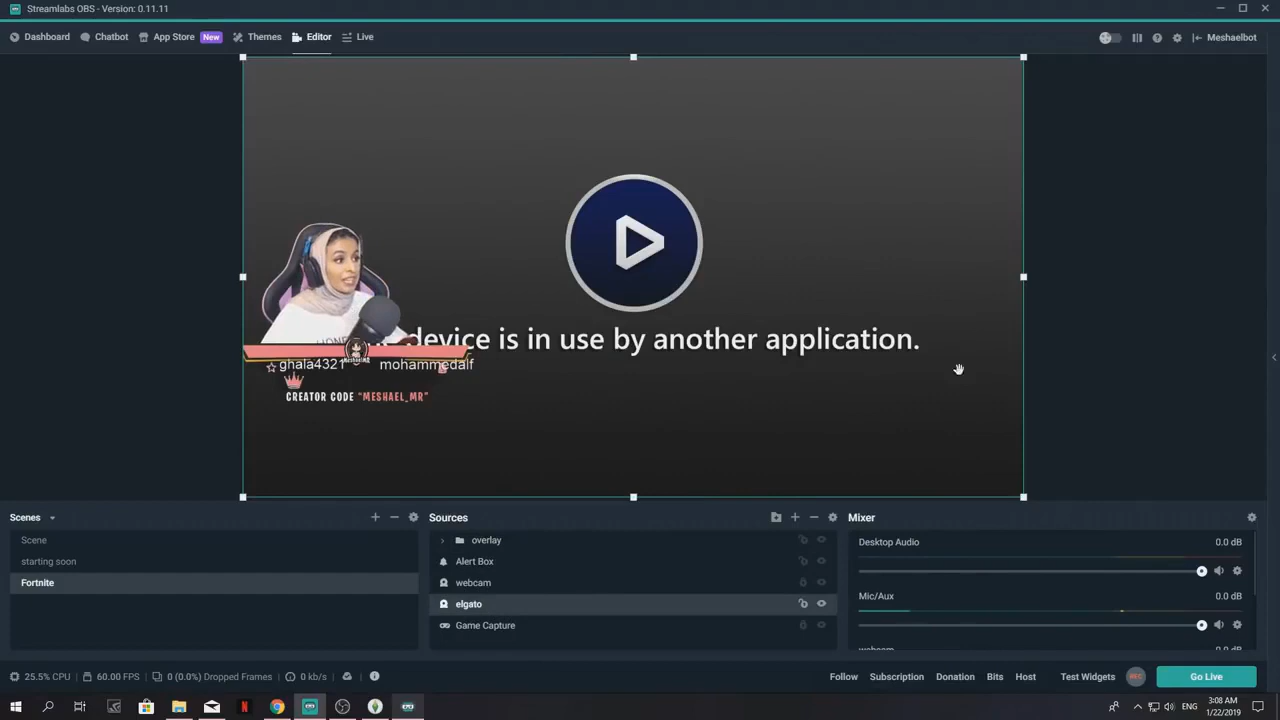 Streamlabs OBS - Version: 0.11.11
Dashboard Chatbot App Store New Themes Editor Live Meshaelbot
device is in use by another application.
ghala4321 mohammedalf
CREATOR CODE "MESHAEL_MR"
Scenes Sources Mixer
Scene
starting soon
Fortnite
overlay
Alert Box
webcam
elgato
Game Capture
Desktop Audio 0.0 dB
Mic/Aux 0.0 dB
25.5% CPU 60.00 FPS 0 (0.0%) Dropped Frames 0 kb/s Follow Subscription Donation Bits Host Test Widgets REC Go Live
ENG 3:08 AM
1/22/2019